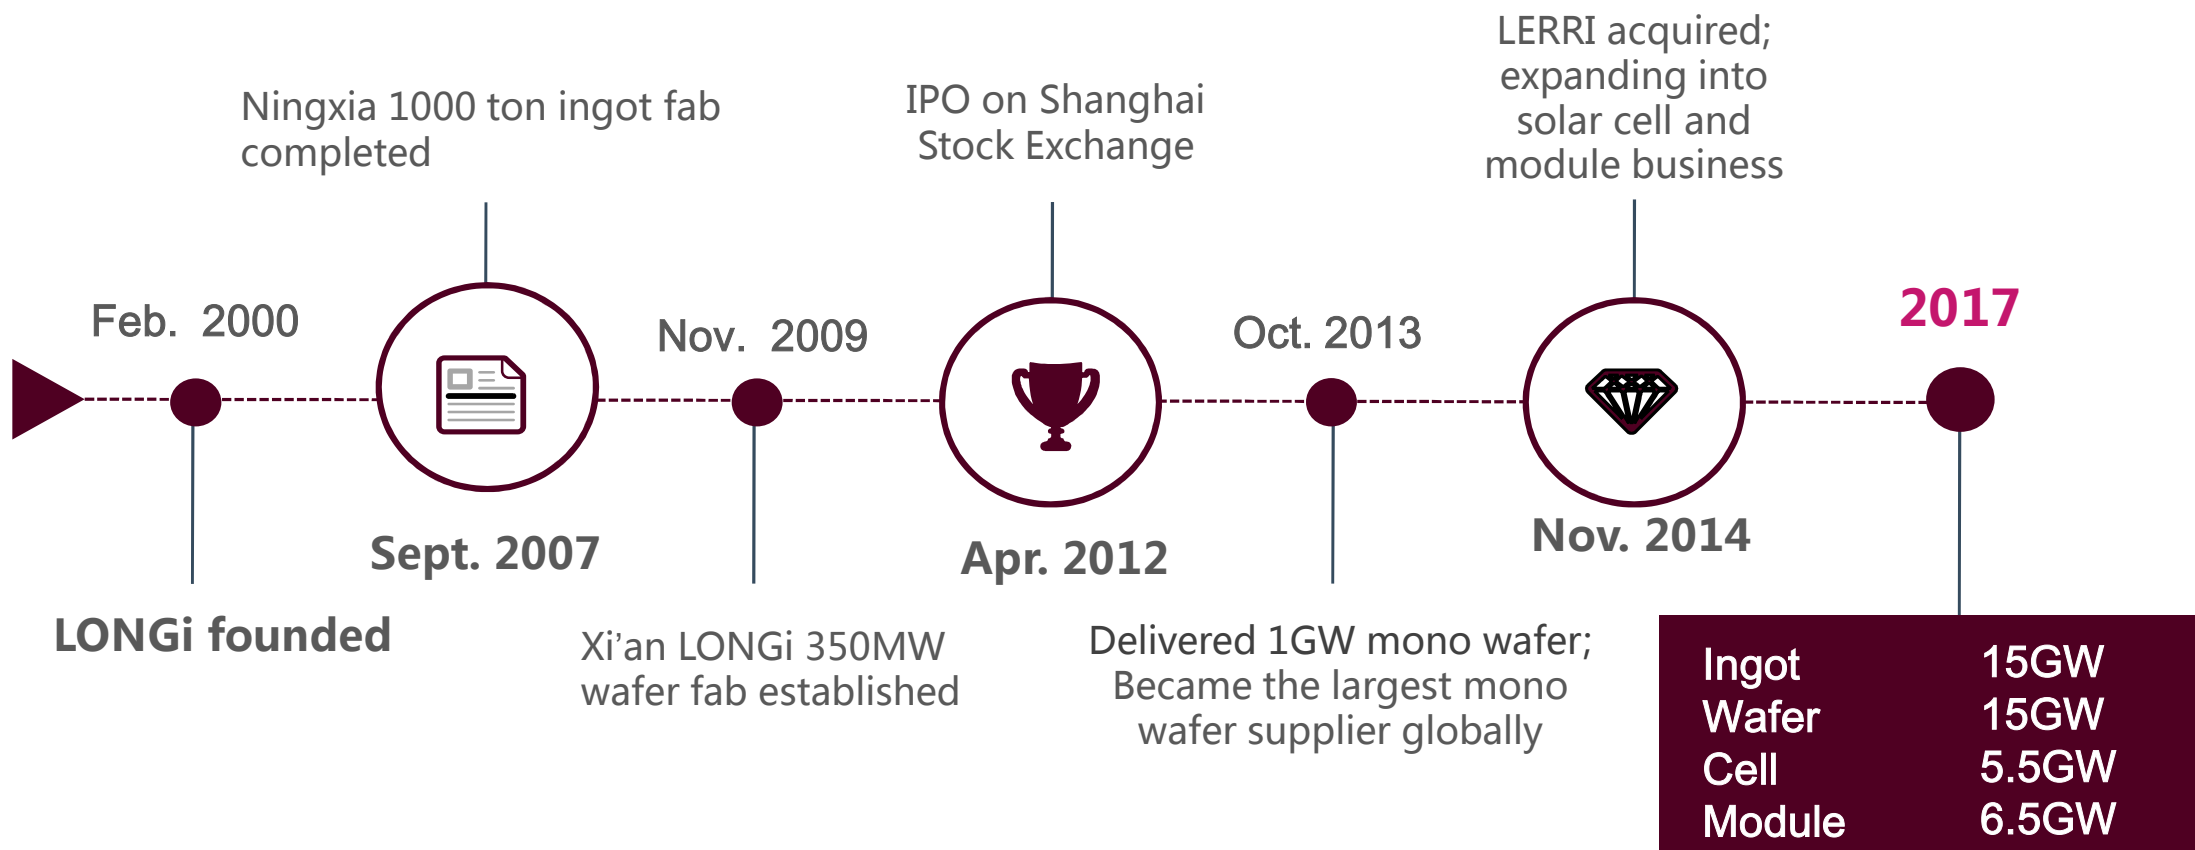 Feb. 2000
LONGi founded
Ningxia 1000 ton ingot fab
completed
Sept. 2007
Nov. 2009
Xi’an LONGi 350MW
wafer fab established
IPO on Shanghai
Stock Exchange
Apr. 2012
Oct. 2013
Delivered 1GW mono wafer;
Became the largest mono
wafer supplier globally
LERRI acquired;
expanding into
solar cell and
module business
Nov. 2014
2017
Ingot 15GW
Wafer 15GW
Cell 5.5GW
Module 6.5GW